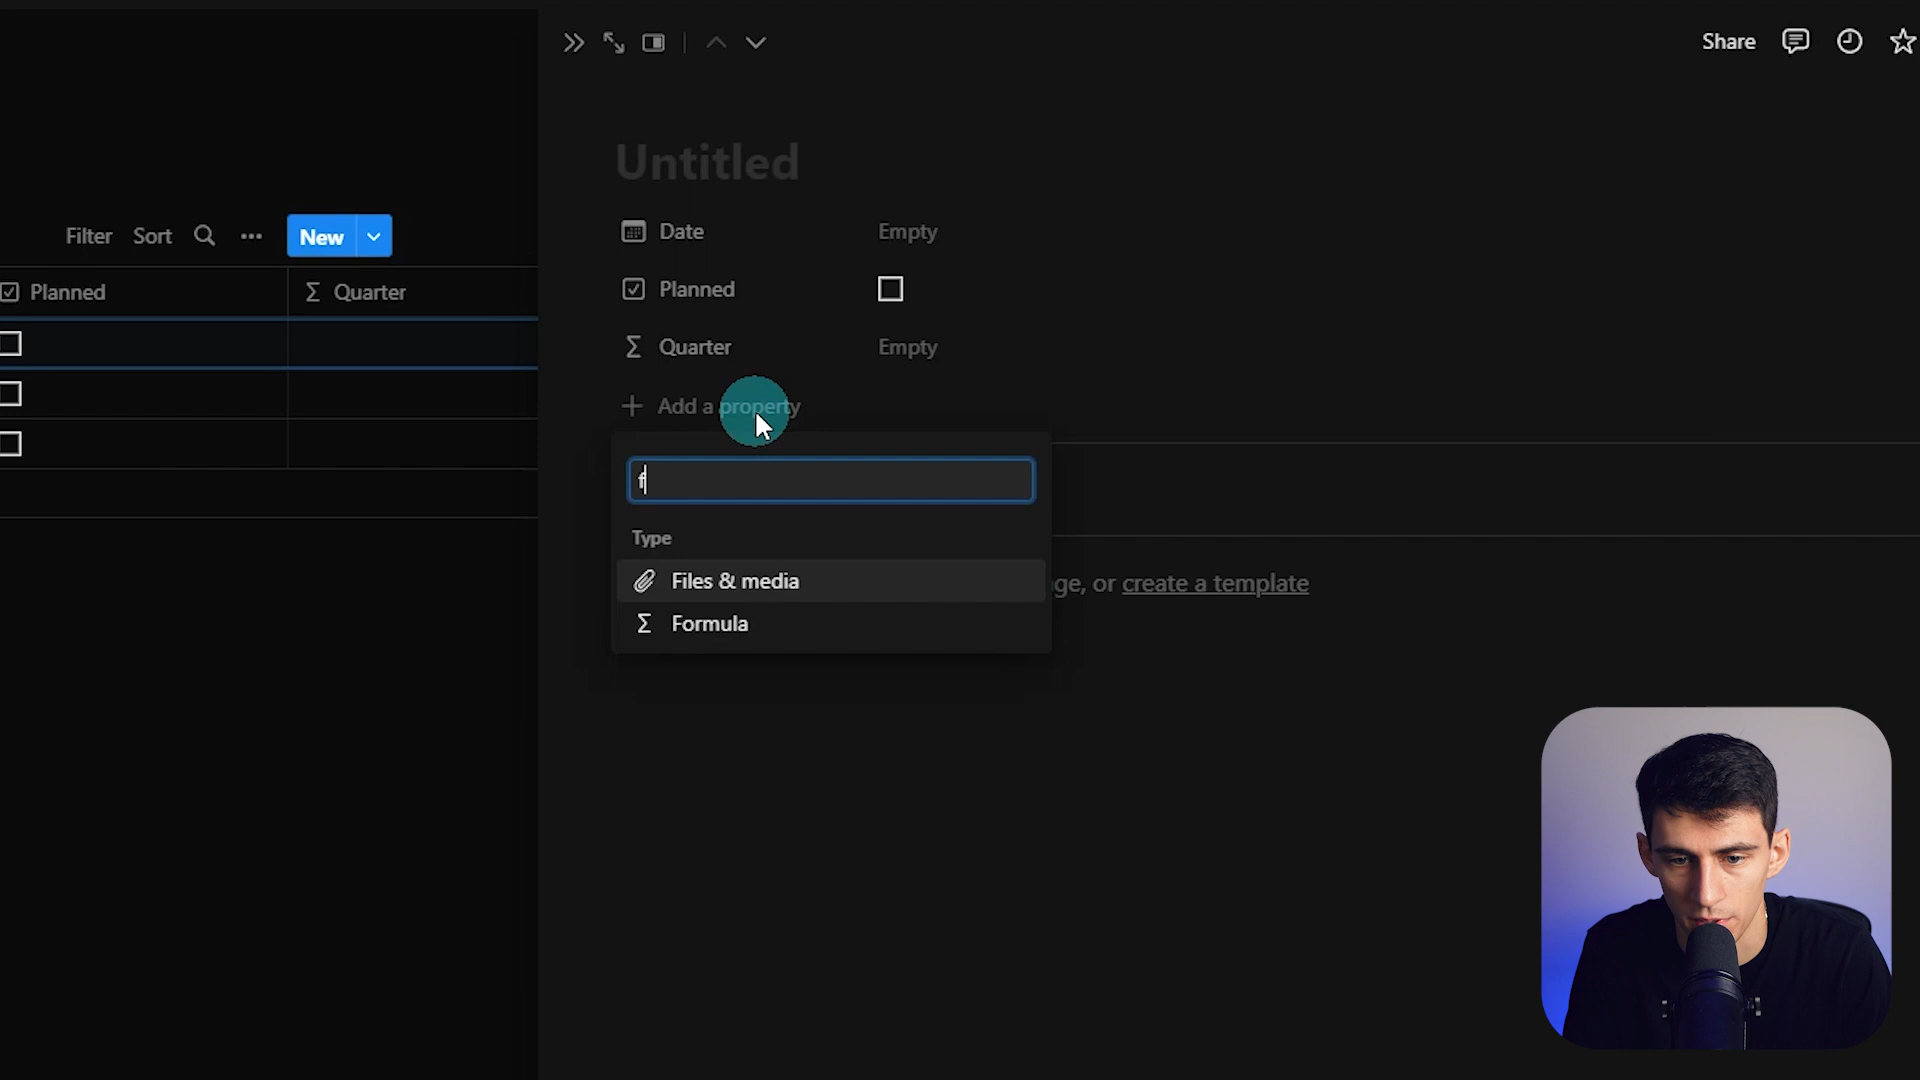 Share
Untitled
Filter Sort New
Planned Quarter
Date Empty
Planned
Quarter Empty
Add a property
f
Type
Files & media
Formula
ge, or create a template